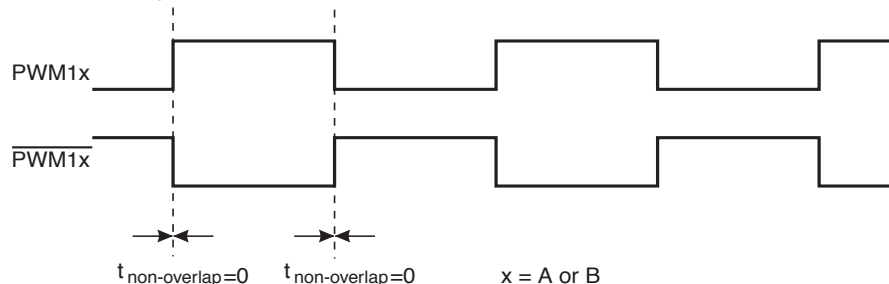 PWM1x
PWM1x
t non-overlap=0 t non-overlap=0 x = A or B